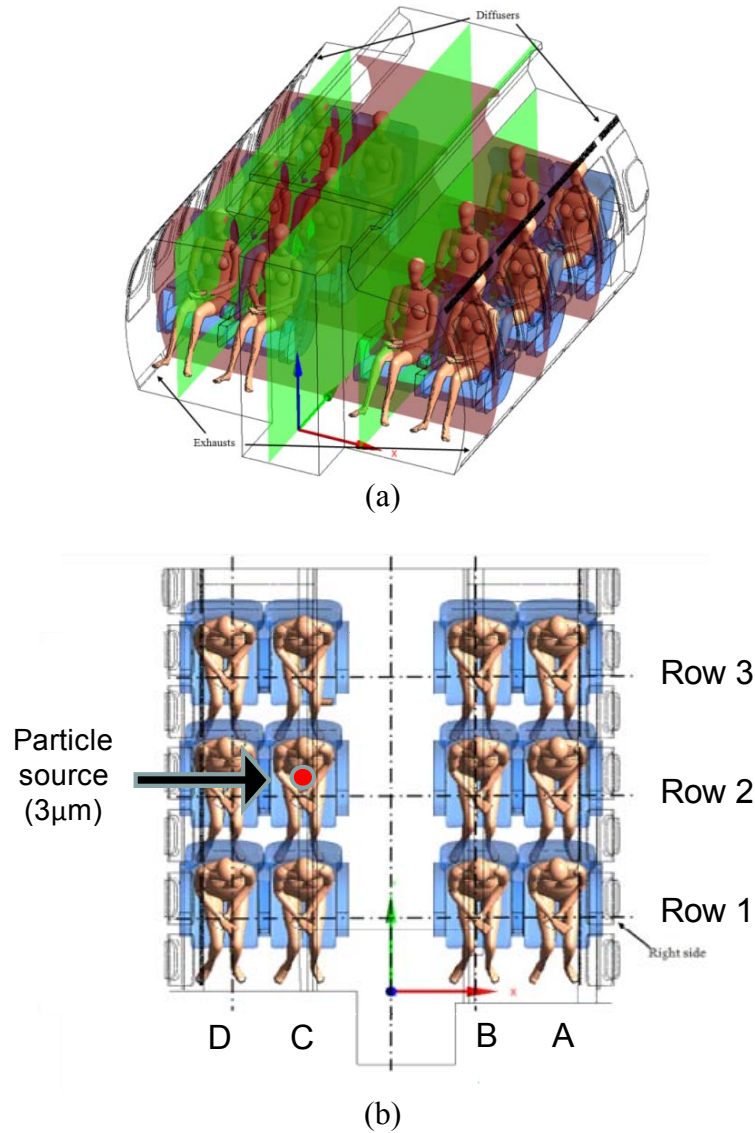 Diffusers
Exhausts
X
(a)
Row 3
Particle
source
(3μm)
Row 2
Row 1
Right side
Y
X
D
C
B
A
(b)